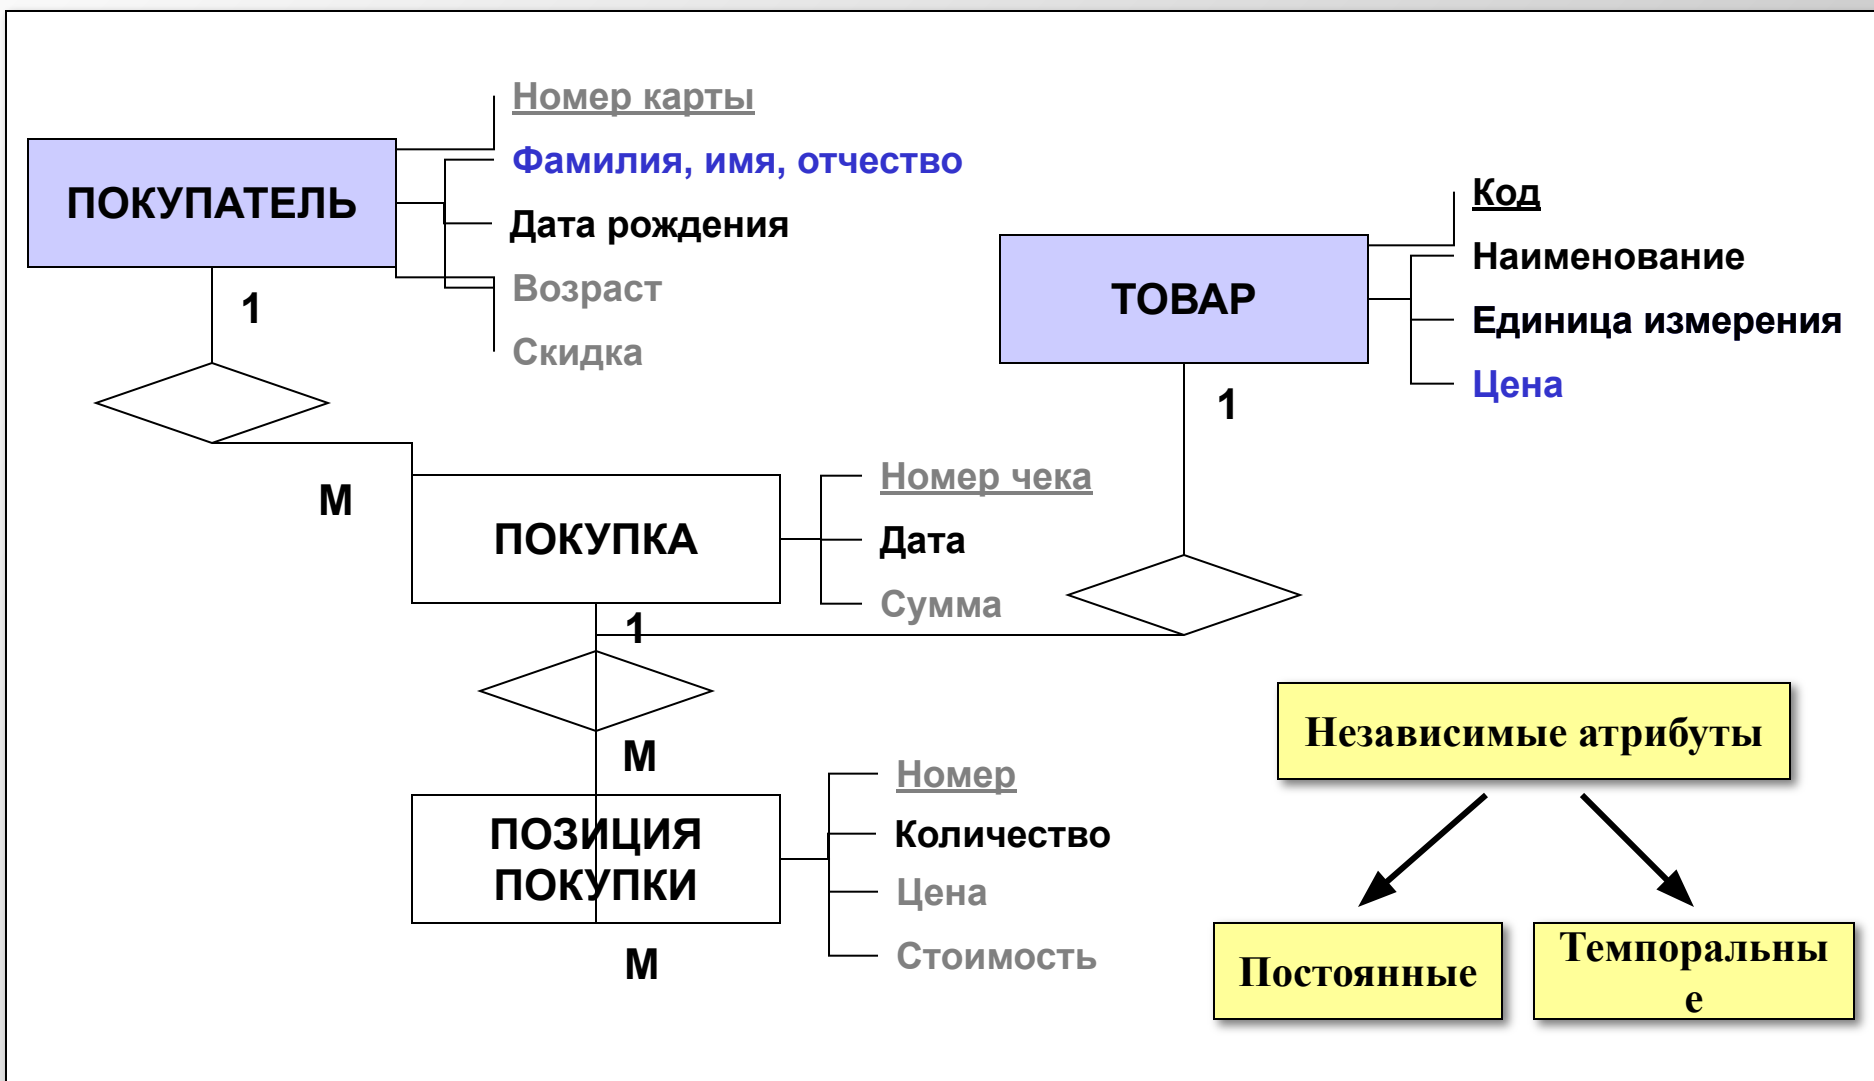 Номер карты
Фамилия, имя, отчество
ПОКУПАТЕЛЬ
Дата рождения
Возраст
Скидка
1
М
Код
Наименование
ТОВАР
Единица измерения
Цена
1
Номер чека
ПОКУПКА
Дата
Сумма
1
М
Номер
ПОЗИЦИЯ
ПОКУПКИ
Количество
Цена
Стоимость
М
Независимые атрибуты
Постоянные
Темпоральны
е